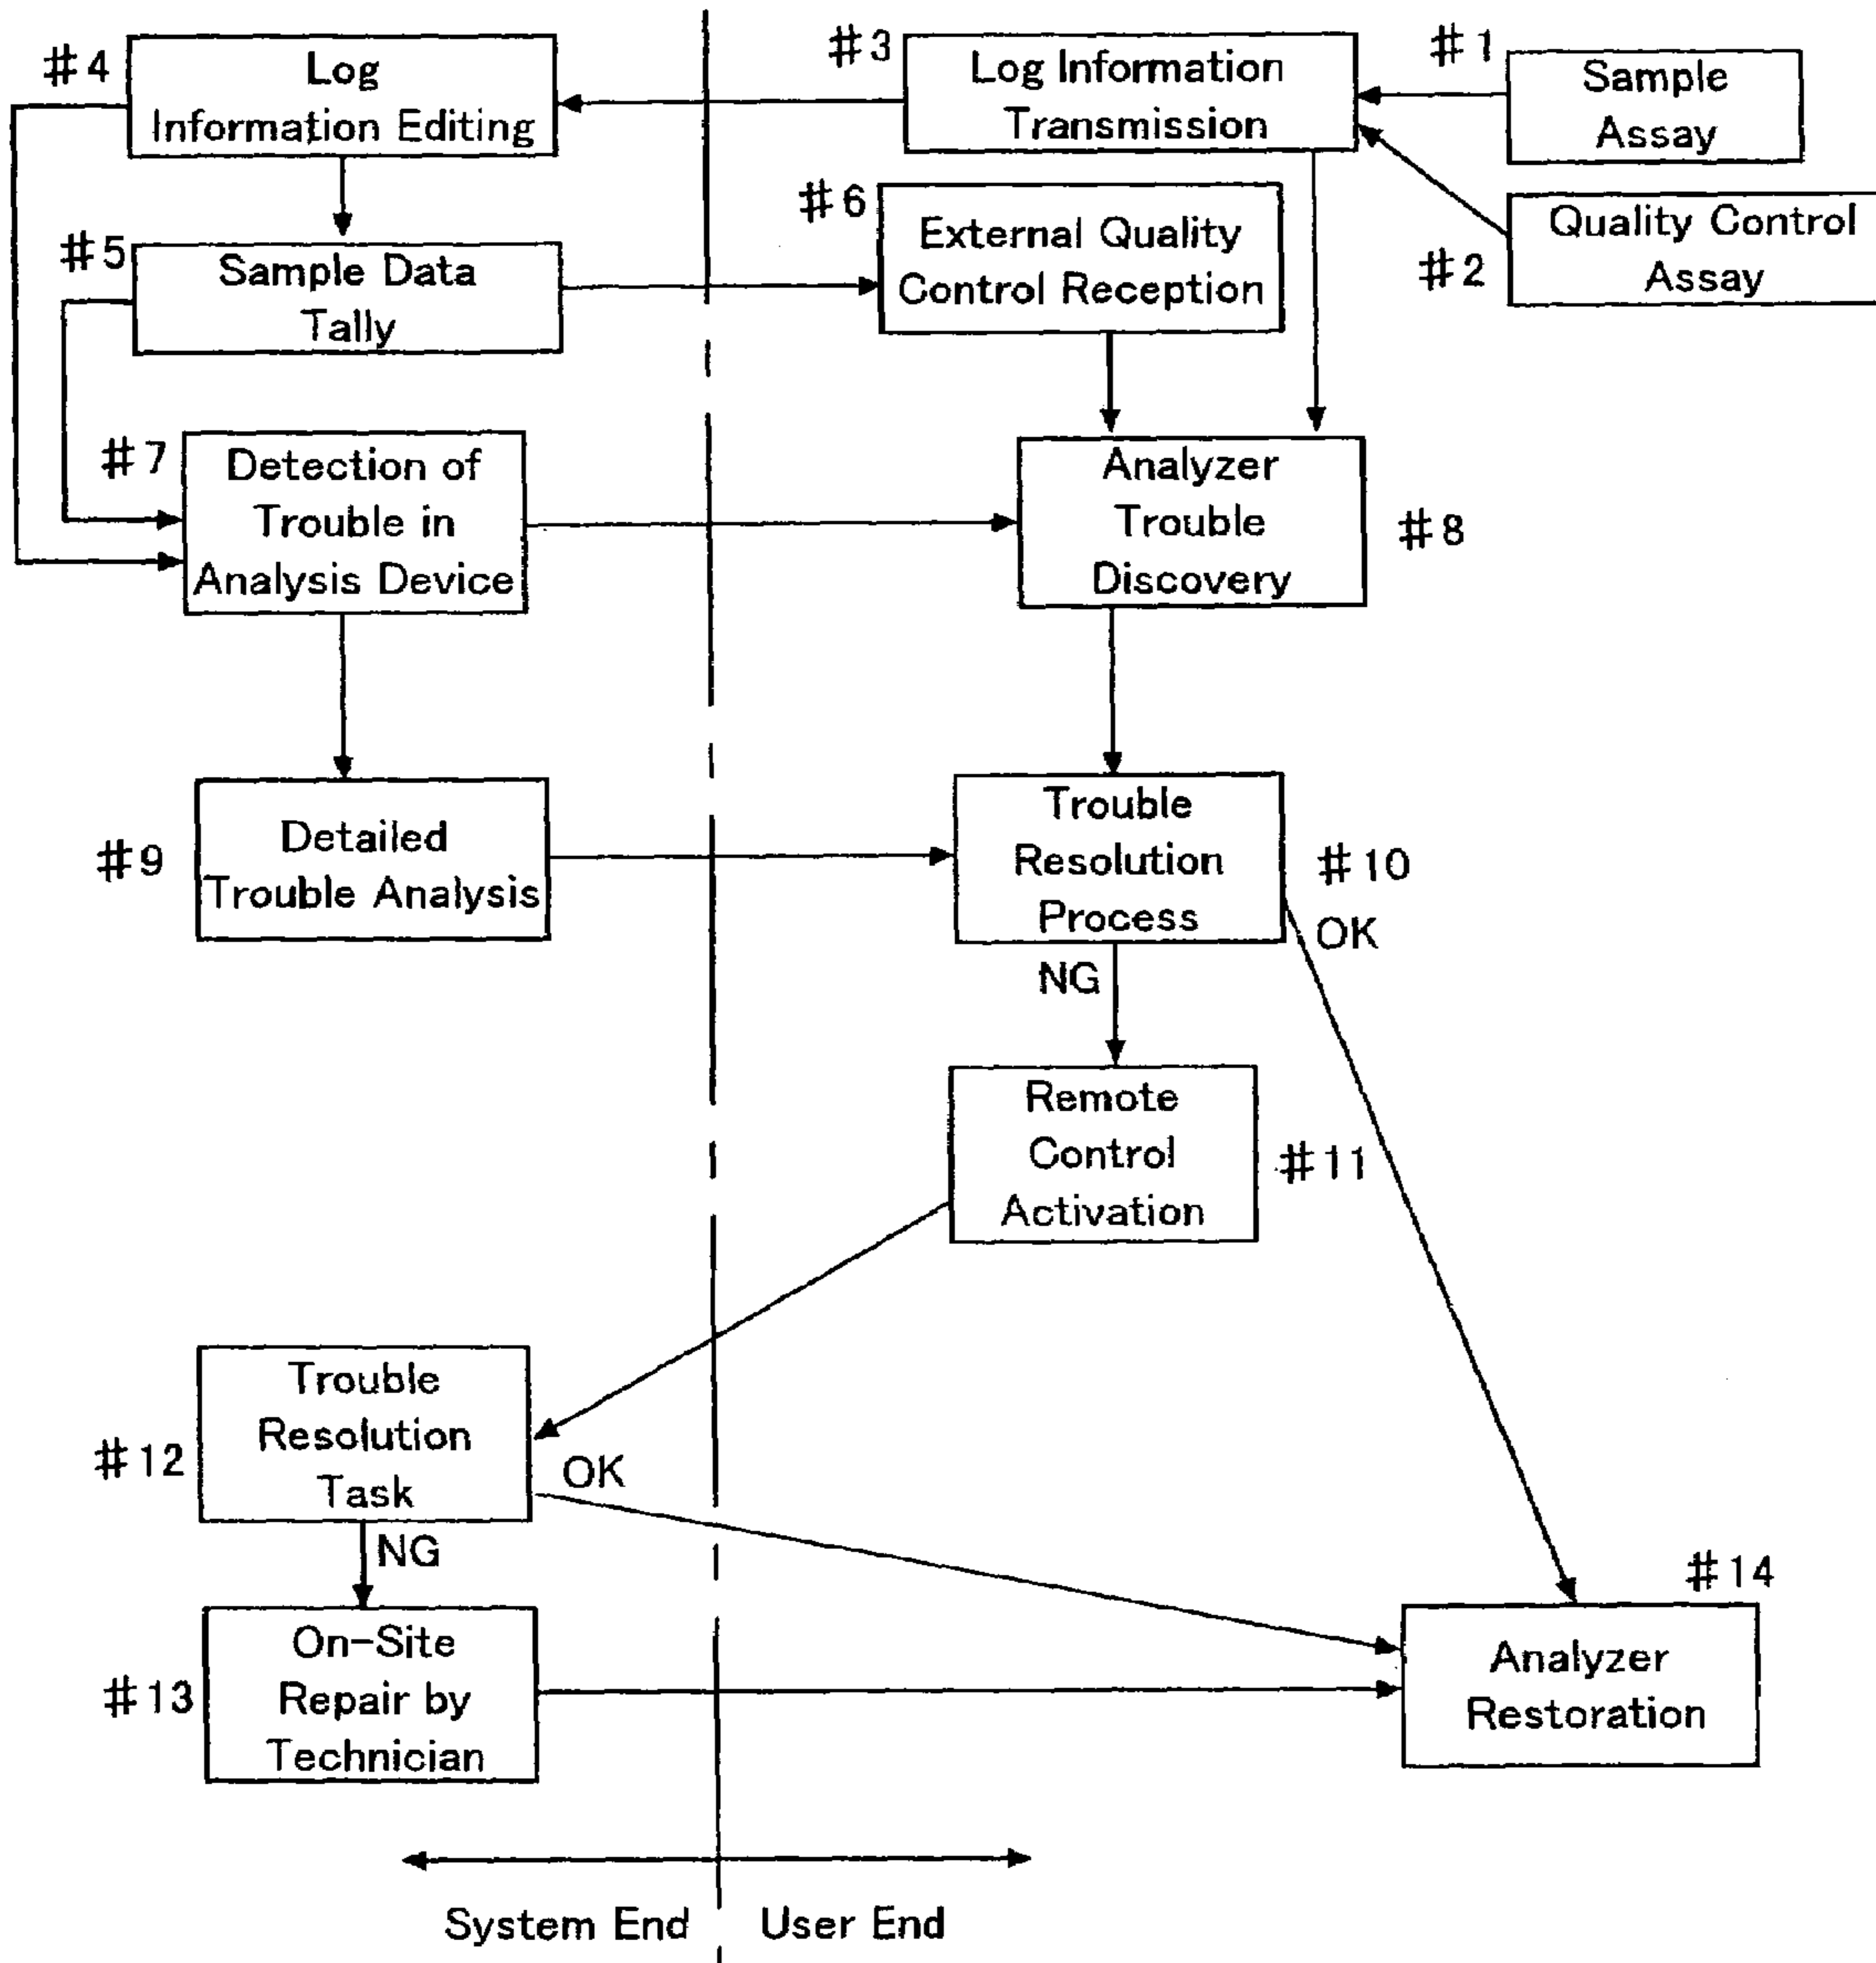 #4
Log
Information Editing
#3
Log Information
Transmission
#1
Sample
Assay
#2
Quality Control
Assay
#5
Sample Data
Tally
#6
External Quality
Control Reception
#7
Detection of
Trouble in
Analysis Device
Analyzer
Trouble
Discovery
#8
#9
Detailed
Trouble Analysis
Trouble
Resolution
Process
#10
OK
NG
Remote
Control
Activation
#11
#12
Trouble
Resolution
Task
OK
NG
#13
On-Site
Repair by
Technician
#14
Analyzer
Restoration
System End
User End